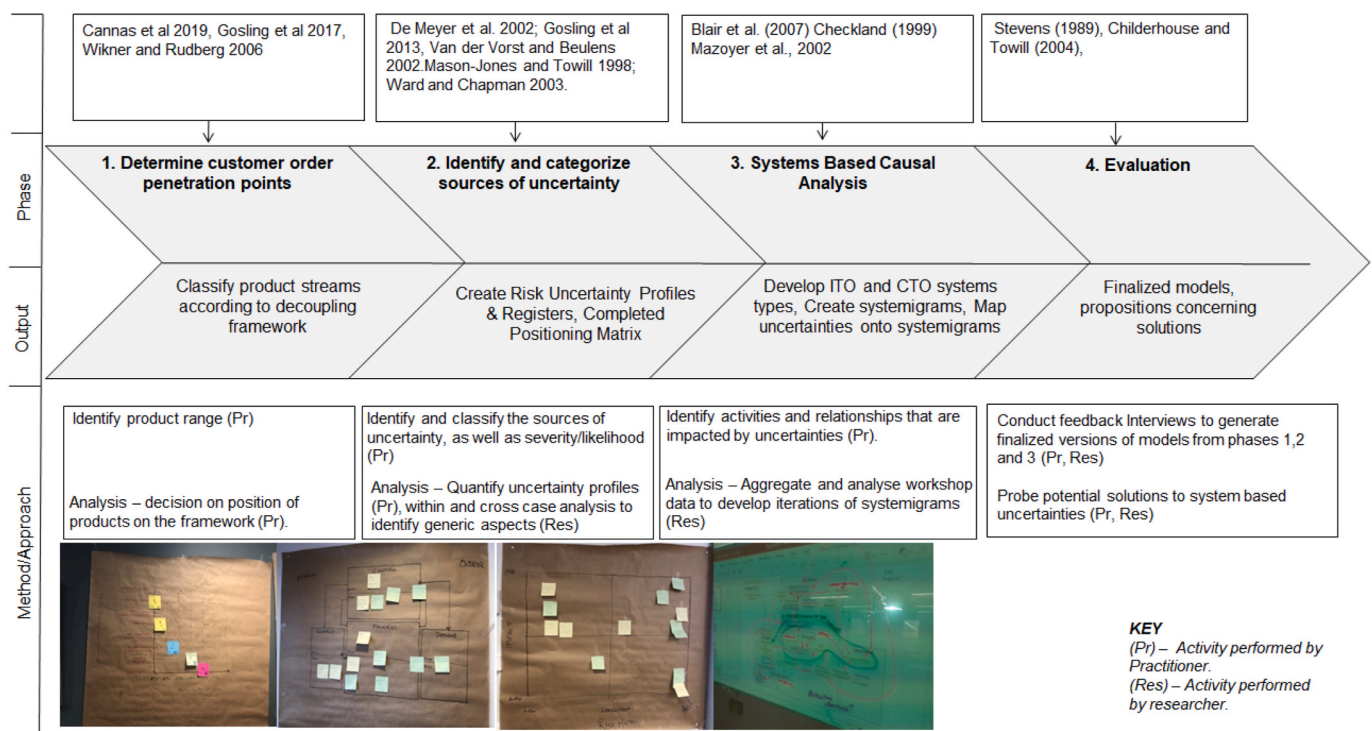 Cannas et al 2019, Gosling et al 2017,
Wikner and Rudberg 2006
De Meyer et al. 2002; Gosling et al
2013, Van der Vorst and Beulens
2002.Mason-Jones and Towill 1998;
Ward and Chapman 2003.
Blair et al. (2007) Checkland (1999)
Mazoyer et al., 2002
Stevens (1989), Childerhouse and
Towill (2004),
Phase
1. Determine customer order
penetration points
2. Identify and categorize
sources of uncertainty
3. Systems Based Causal
Analysis
4. Evaluation
Output
Classify product streams
according to decoupling
framework
Create Risk Uncertainty Profiles
& Registers, Completed
Positioning Matrix
Develop ITO and CTO systems
types, Create systemigrams, Map
uncertainties onto systemigrams
Finalized models,
propositions concerning
solutions
Method/Approach
Identify product range (Pr)
Analysis – decision on position of
products on the framework (Pr).
Identify and classify the sources of
uncertainty, as well as severity/likelihood
(Pr)
Analysis – Quantify uncertainty profiles
(Pr), within and cross case analysis to
identify generic aspects (Res)
Identify activities and relationships that are
impacted by uncertainties (Pr).
Analysis – Aggregate and analyse workshop
data to develop iterations of systemigrams
(Res)
Conduct feedback Interviews to generate
finalized versions of models from phases 1,2
and 3 (Pr, Res)
Probe potential solutions to system based
uncertainties (Pr, Res)
Process
Demand
KEY
(Pr) – Activity performed by
Practitioner.
(Res) – Activity performed
by researcher.